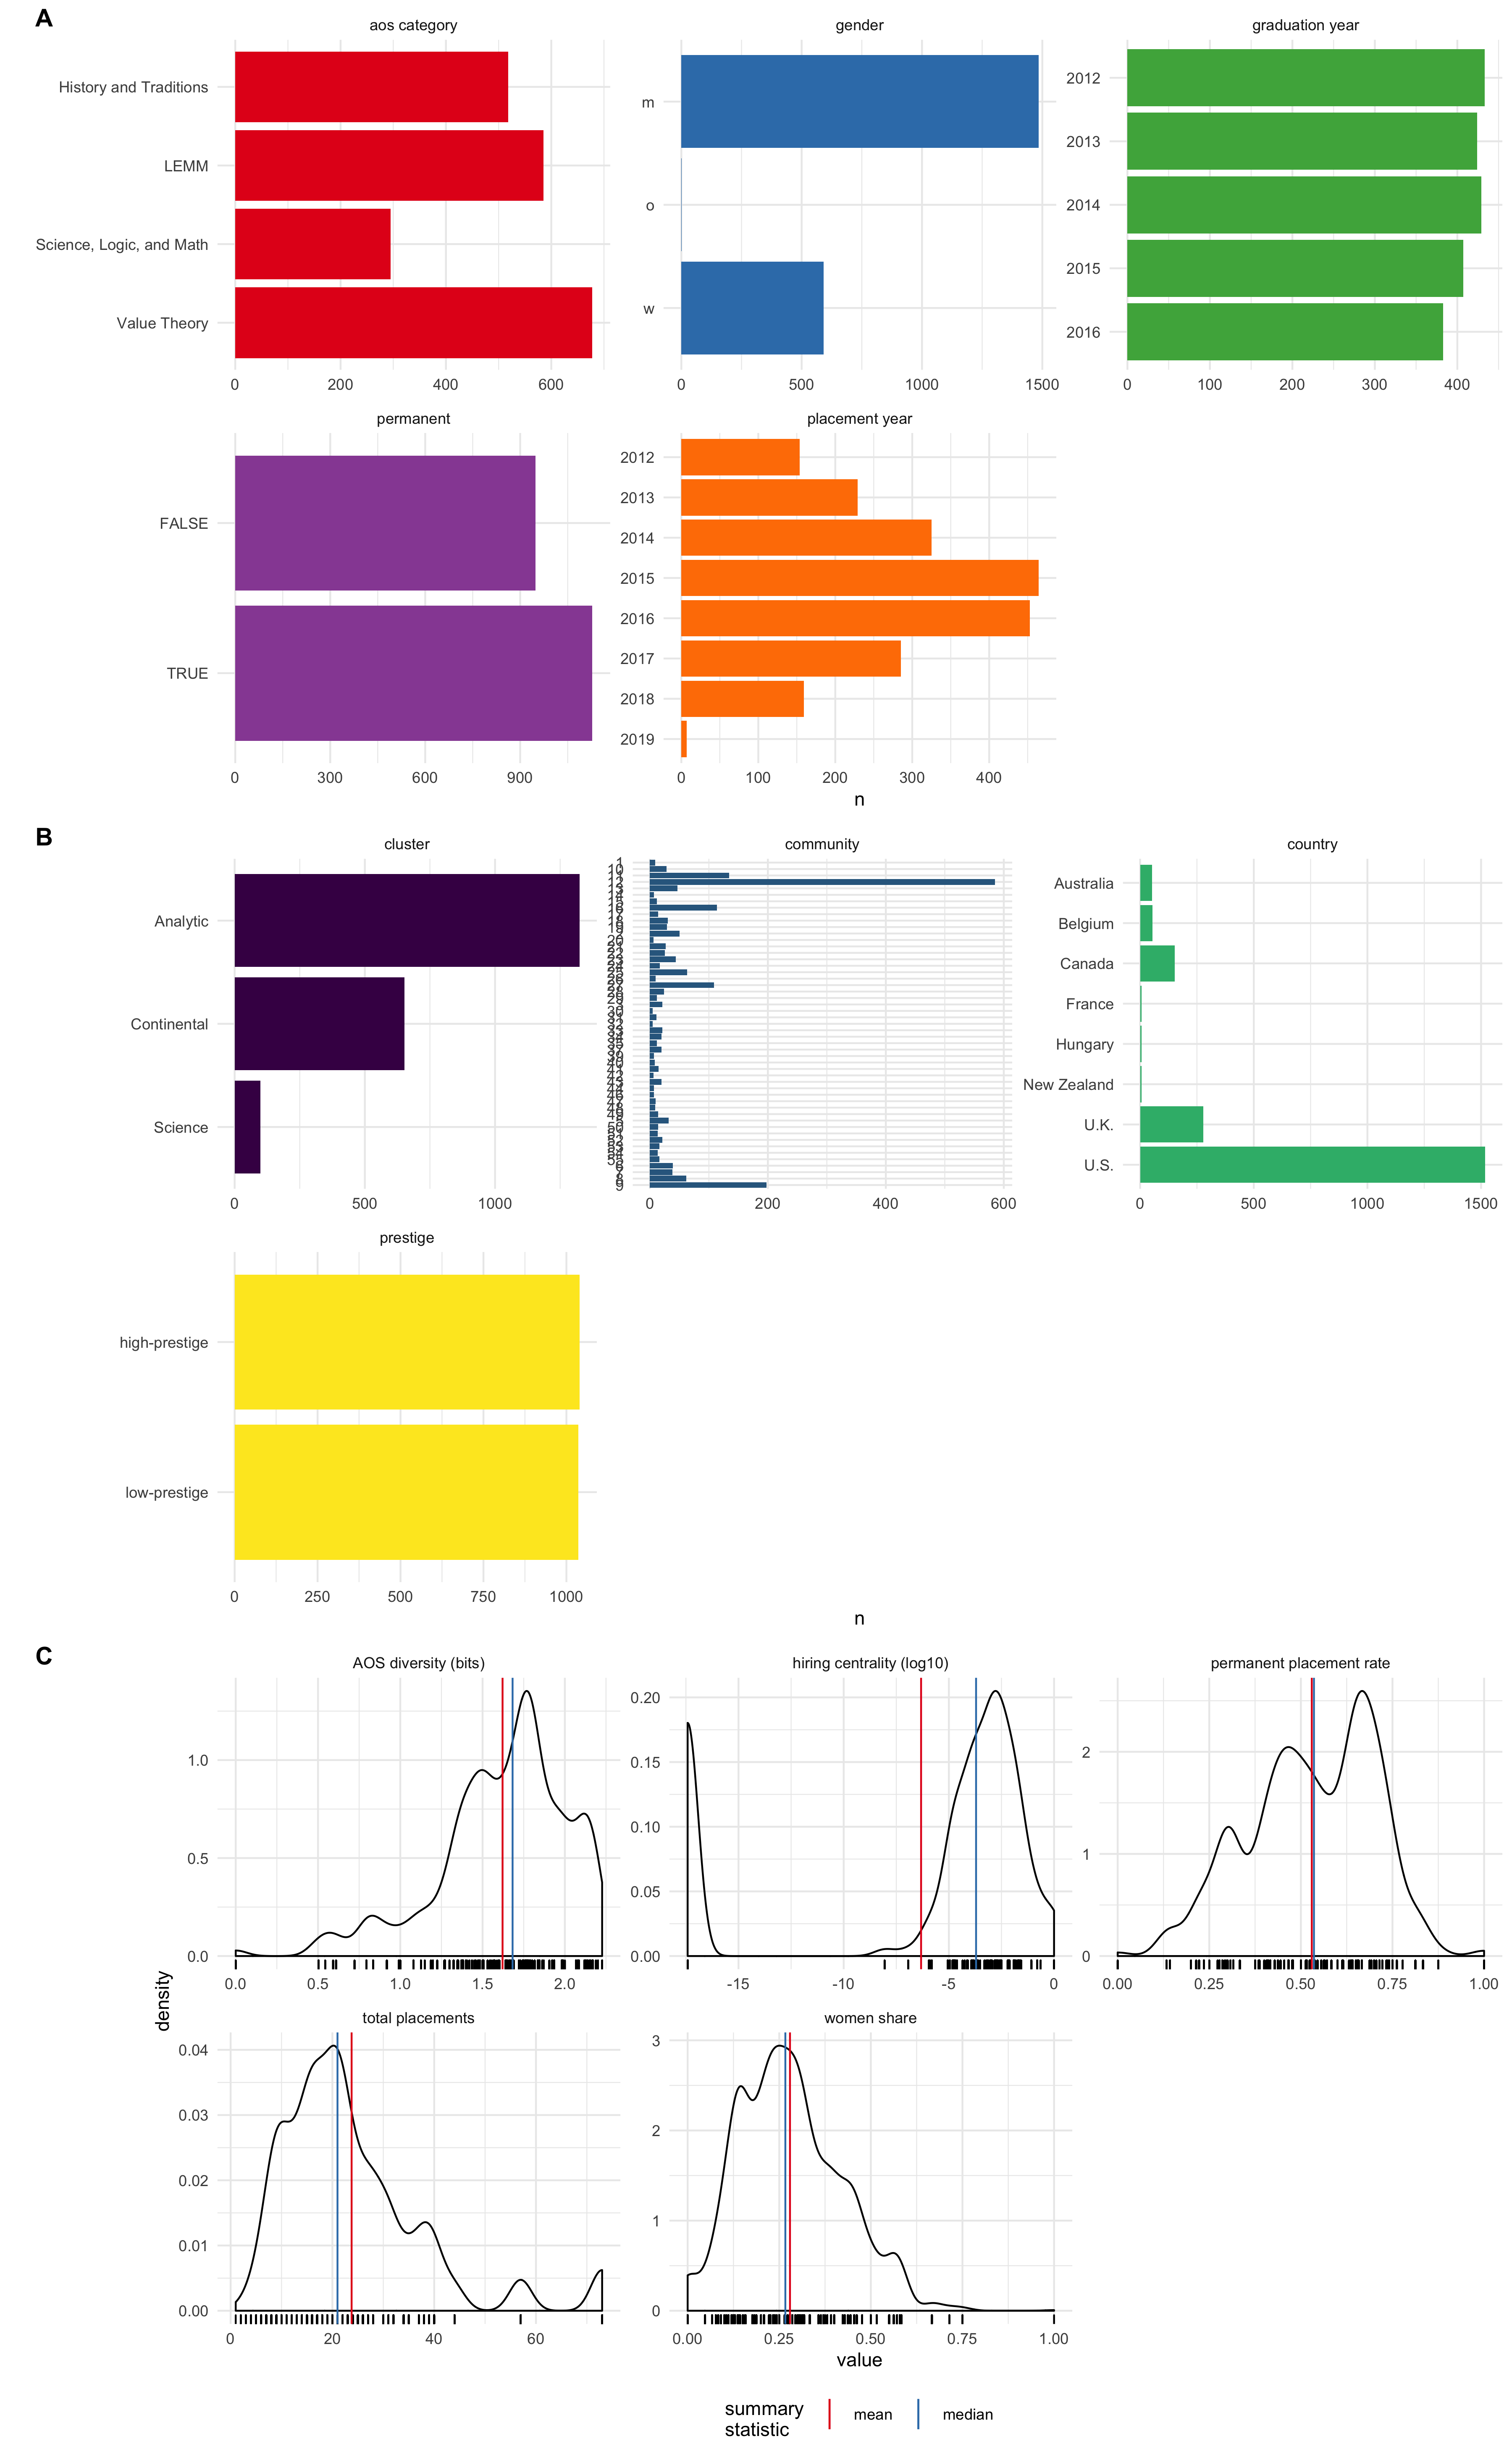 A
aos category
gender
graduation year
History and Traditions
LEMM
Science, Logic, and Math
Value Theory
0 200 400 600
m
o
w
0 500 1000 1500
2012
2013
2014
2015
2016
0 100 200 300 400
permanent
placement year
FALSE
TRUE
0 300 600 900
2012
2013
2014
2015
2016
2017
2018
2019
0 100 200 300 400
n
B
cluster
community
country
Analytic
Continental
Science
0 500 1000
1
10
0 200 400 600
Australia
Belgium
Canada
France
Hungary
New Zealand
U.K.
U.S.
0 500 1000 1500
prestige
high-prestige
low-prestige
0 250 500 750 1000
n
C
AOS diversity (bits)
hiring centrality (log10)
permanent placement rate
1.0
0.5
0.0
0.0 0.5 1.0 1.5 2.0
0.20
0.15
0.10
0.05
0.00
-15 -10 -5 0
2
1
0
0.00 0.25 0.50 0.75 1.00
density
total placements
women share
0.04
0.03
0.02
0.01
0.00
0 20 40 60
3
2
1
0
0.00 0.25 0.50 0.75 1.00
value
summary
statistic
mean
median